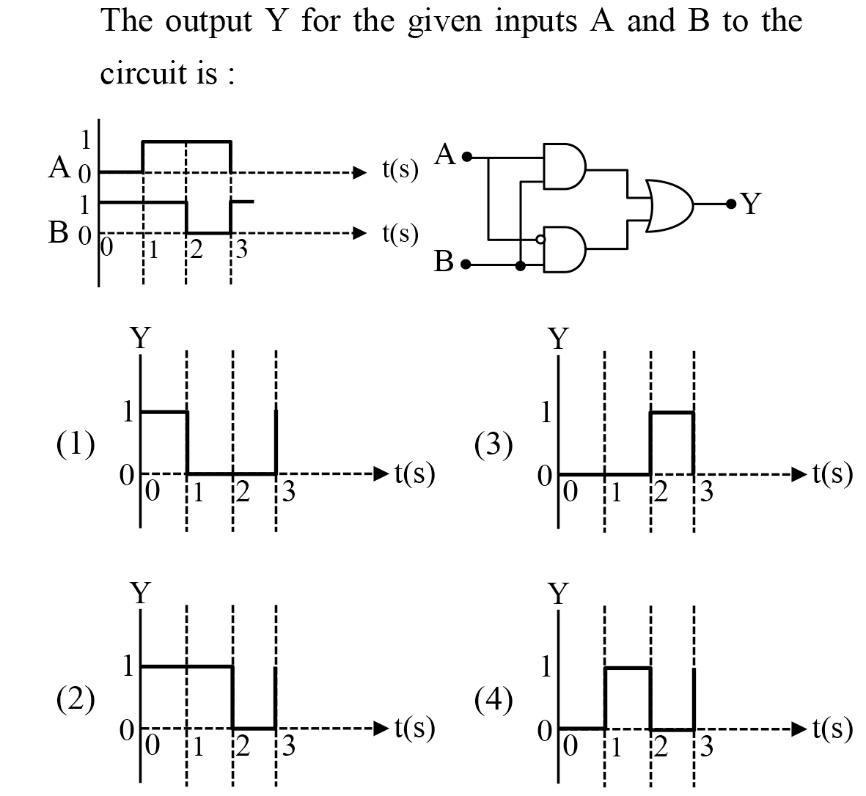 The output Y for the given inputs A and B to the
circuit is :
1
A 0
t(s)
1
B 0
t(s)
0 1 2 3
A
B
Y
(1)
Y
1
0
0 1 2 3
t(s)
(3)
Y
1
0
0 1 2 3
t(s)
(2)
Y
1
0
0 1 2 3
t(s)
(4)
Y
1
0
0 1 2 3
t(s)